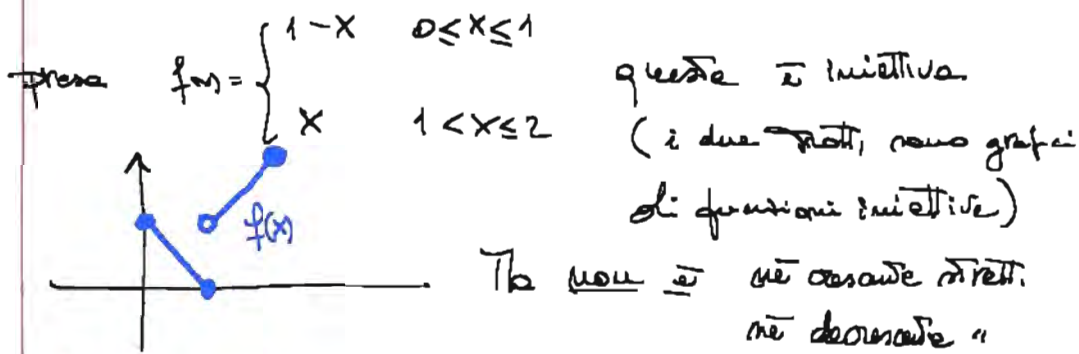 presa f(x) = { 1-x 0≤x≤1
x 1<x≤2
questa è iniettiva
(i due tratti sono grafici
di funzioni iniettive)
f(x)
Ma non è né crescente strett.
né decrescente "